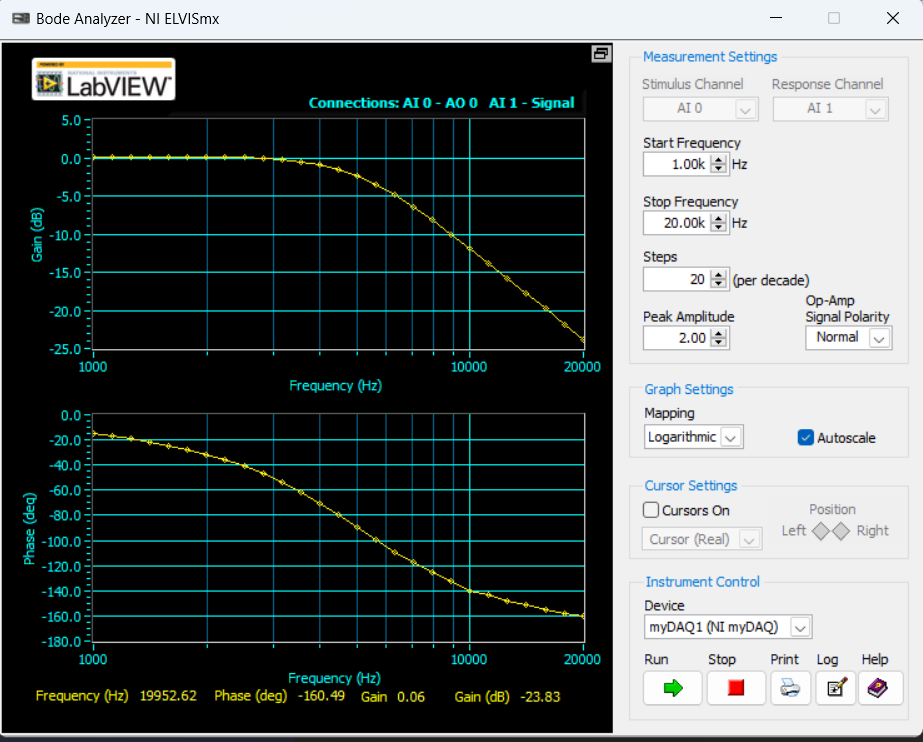 Bode Analyzer - NI ELVISmx
POWERED BY
NATIONAL INSTRUMENTS
LabVIEW™
Connections: AI 0 - AO 0 AI 1 - Signal
5.0
0.0
-5.0
-10.0
-15.0
-20.0
-25.0
Gain (dB)
1000 10000 20000
Frequency (Hz)
0.0
-20.0
-40.0
-60.0
-80.0
-100.0
-120.0
-140.0
-160.0
-180.0
Phase (deg)
1000 10000 20000
Frequency (Hz)
Frequency (Hz) 19952.62 Phase (deg) -160.49 Gain 0.06 Gain (dB) -23.83
Measurement Settings
Stimulus Channel Response Channel
AI 0 AI 1
Start Frequency
1.00k Hz
Stop Frequency
20.00k Hz
Steps
20 (per decade)
Peak Amplitude
2.00
Op-Amp
Signal Polarity
Normal
Graph Settings
Mapping
Logarithmic Autoscale
Cursor Settings
Cursors On
Position
Left Right
Cursor (Real)
Instrument Control
Device
myDAQ1 (NI myDAQ)
Run Stop Print Log Help